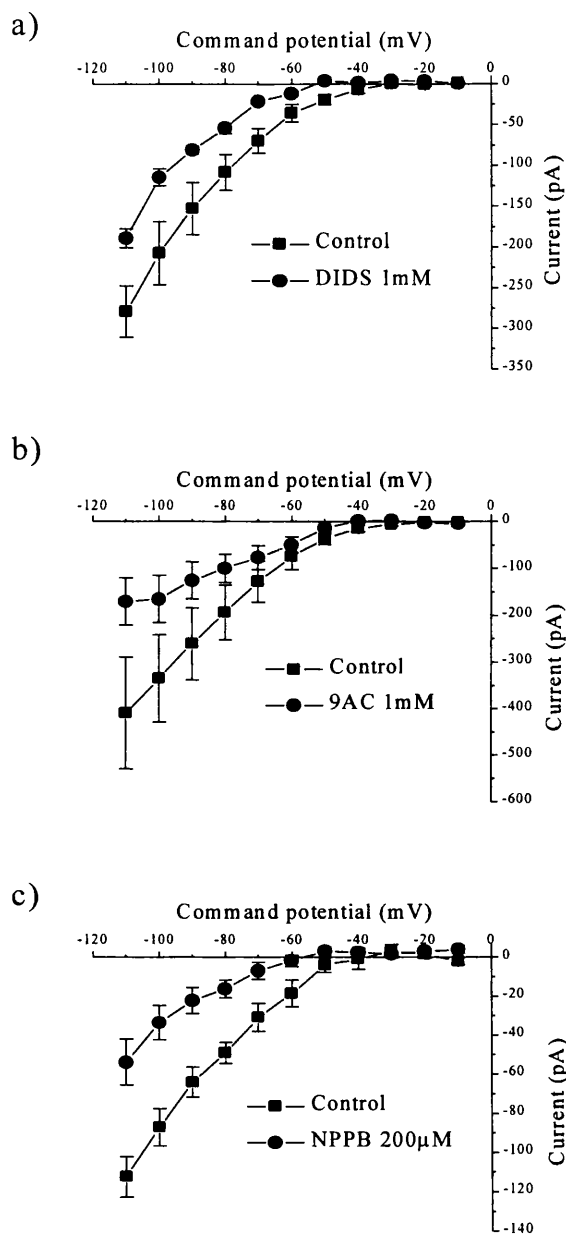 a)
Command potential (mV)
-120 -100 -80 -60 -40 -20 0
0
-50
-100
-150
-200
-250
-300
-350
Current (pA)
Control
DIDS 1mM
b)
Command potential (mV)
-120 -100 -80 -60 -40 -20 0
0
-100
-200
-300
-400
-500
-600
Current (pA)
Control
9AC 1mM
c)
Command potential (mV)
-120 -100 -80 -60 -40 -20 0
0
-20
-40
-60
-80
-100
-120
-140
Current (pA)
Control
NPPB 200µM